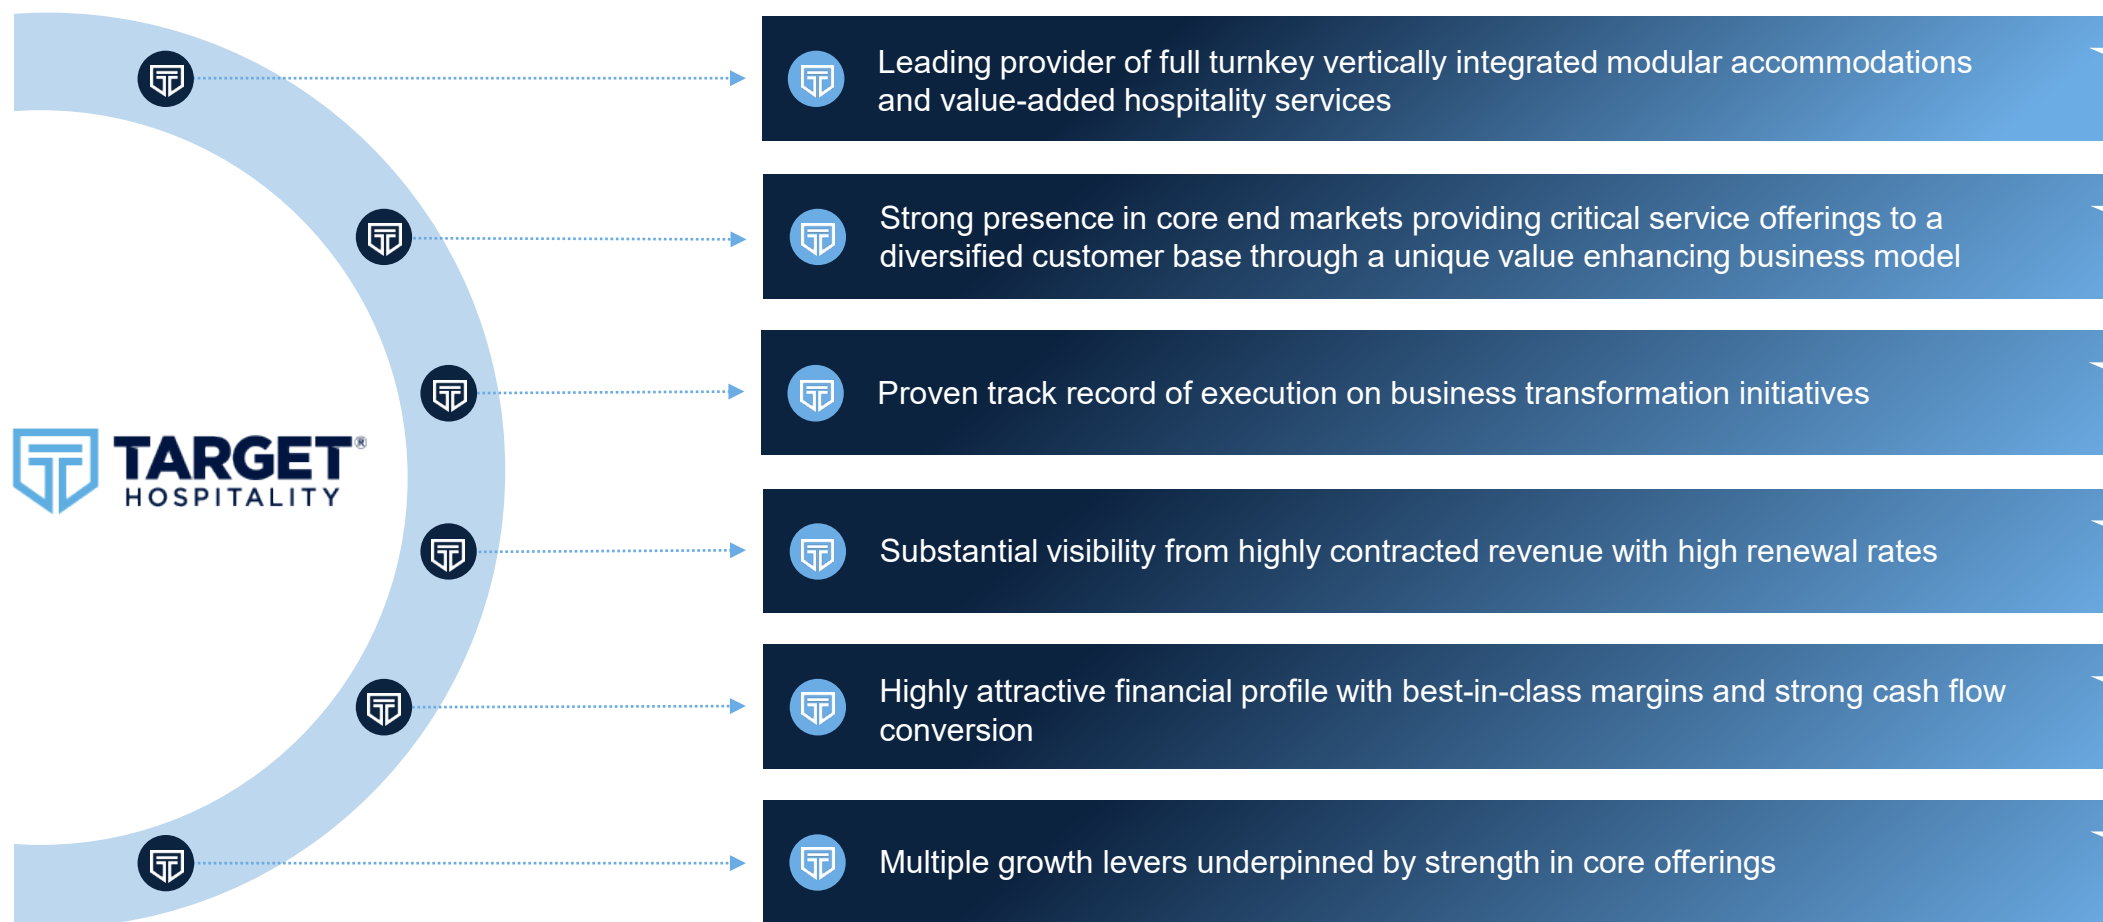 Leading provider of full turnkey vertically integrated modular accommodations
and value-added hospitality services
Strong presence in core end markets providing critical service offerings to a
diversified customer base through a unique value enhancing business model
Proven track record of execution on business transformation initiatives
TARGET®
HOSPITALITY
Substantial visibility from highly contracted revenue with high renewal rates
Highly attractive financial profile with best-in-class margins and strong cash flow
conversion
Multiple growth levers underpinned by strength in core offerings